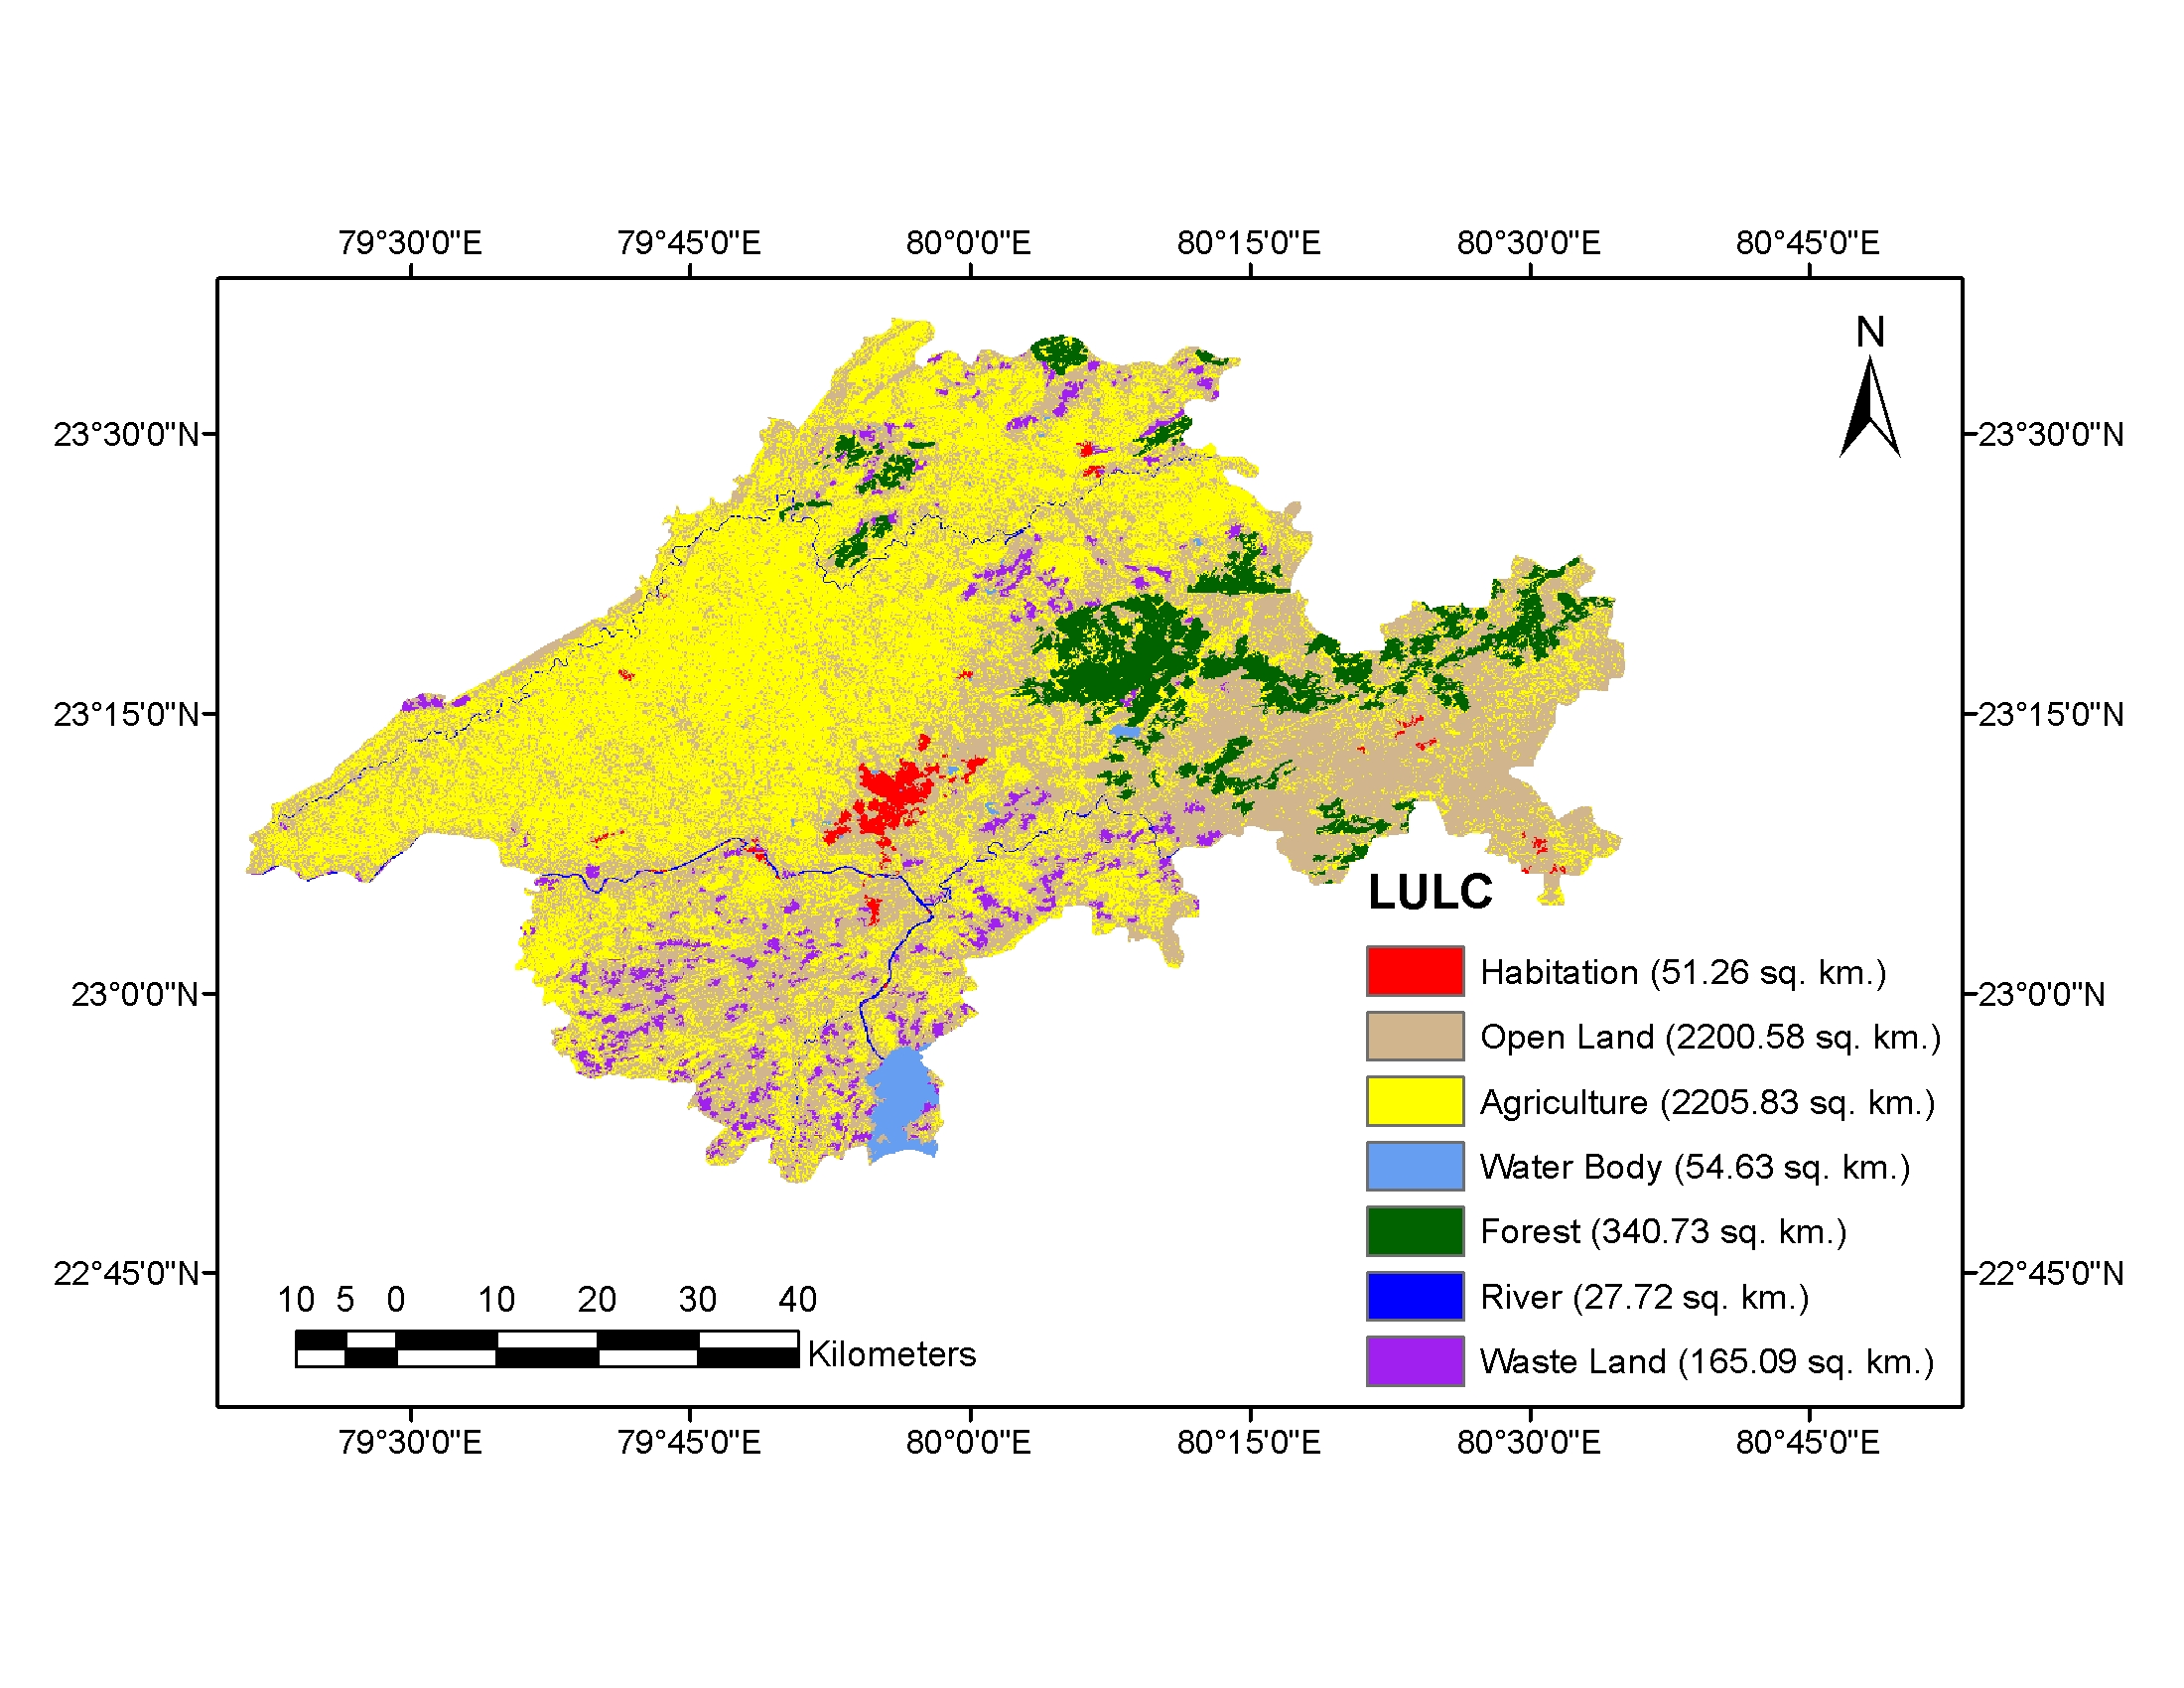 79°30'0"E 79°45'0"E 80°0'0"E 80°15'0"E 80°30'0"E 80°45'0"E
N
23°30'0"N 23°30'0"N
23°15'0"N 23°15'0"N
LULC
Habitation (51.26 sq. km.)
23°0'0"N 23°0'0"N
Open Land (2200.58 sq. km.)
Agriculture (2205.83 sq. km.)
Water Body (54.63 sq. km.)
Forest (340.73 sq. km.)
22°45'0"N 22°45'0"N
River (27.72 sq. km.)
10 5 0 10 20 30 40
Kilometers
Waste Land (165.09 sq. km.)
79°30'0"E 79°45'0"E 80°0'0"E 80°15'0"E 80°30'0"E 80°45'0"E